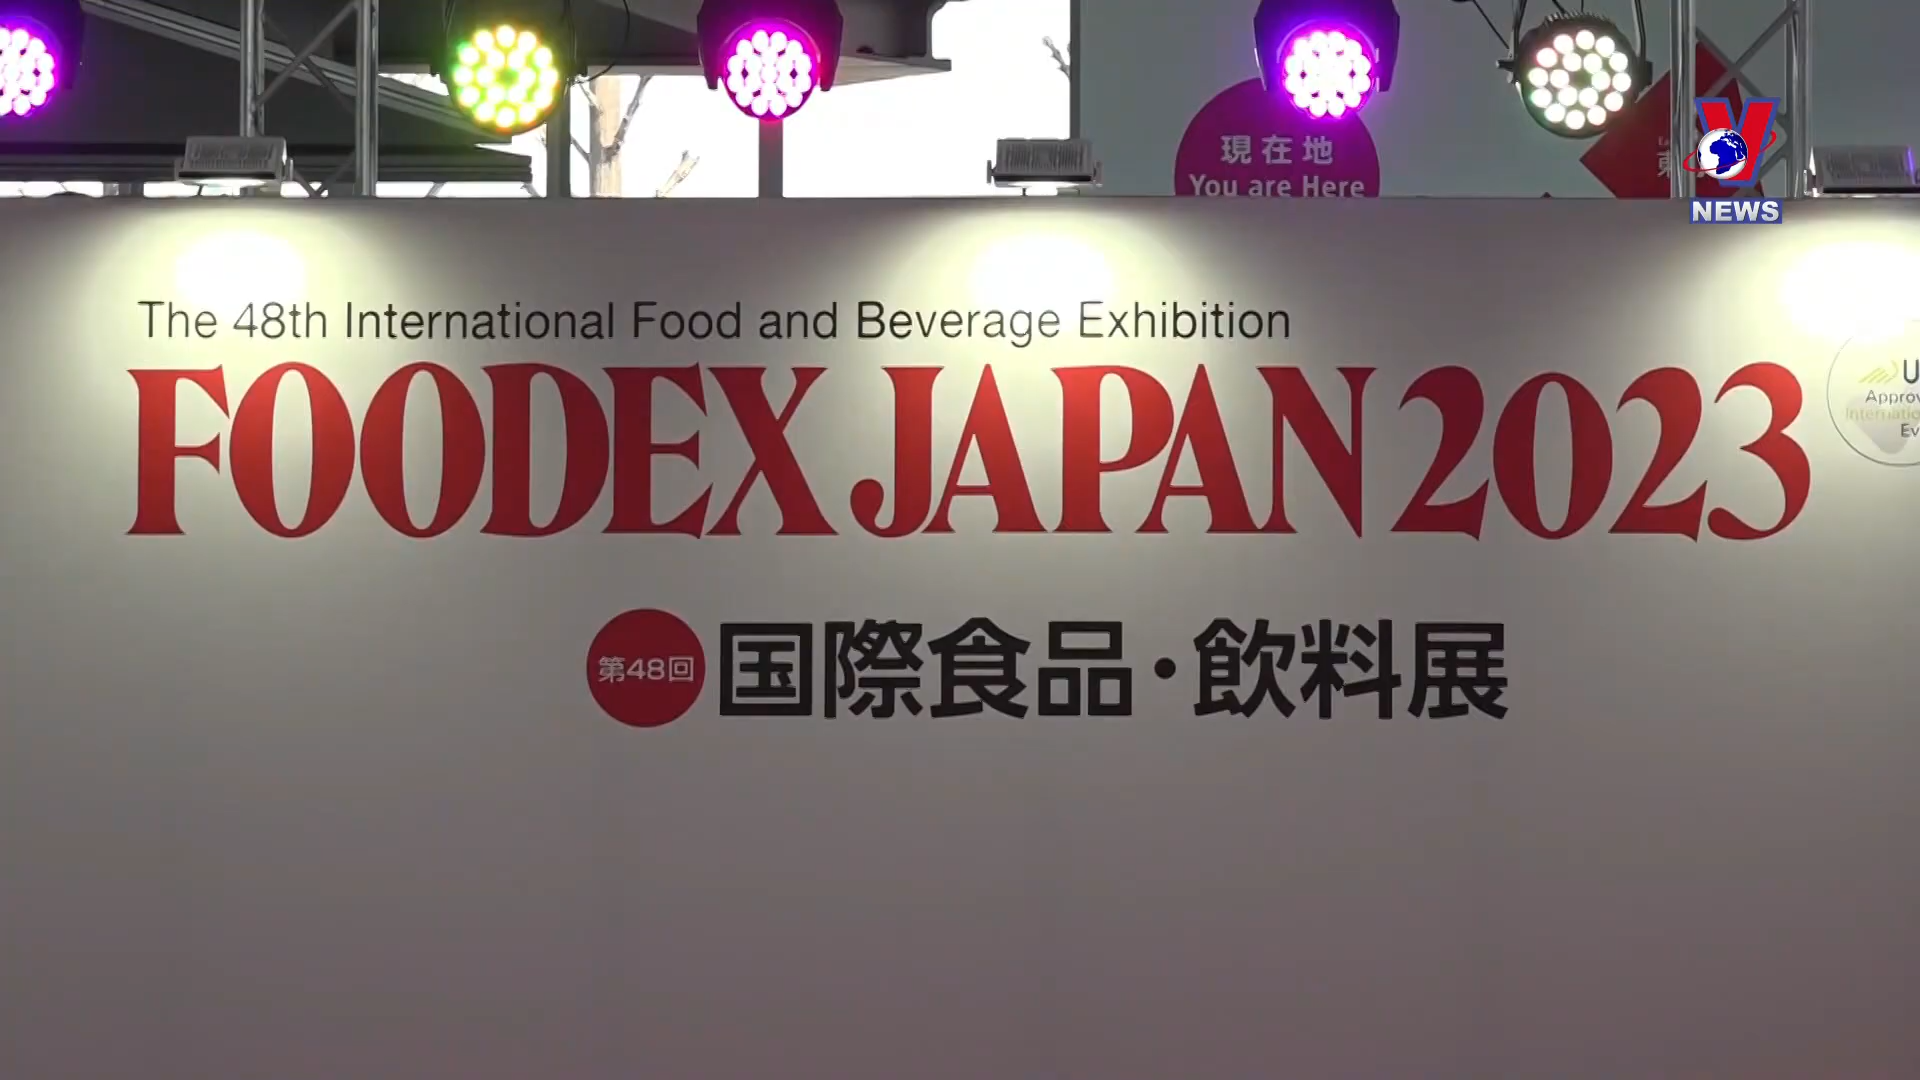 現在地
You are Here
東
NEWS
The 48th International Food and Beverage Exhibition
FOODEX JAPAN 2023
第48回 国際食品・飲料展